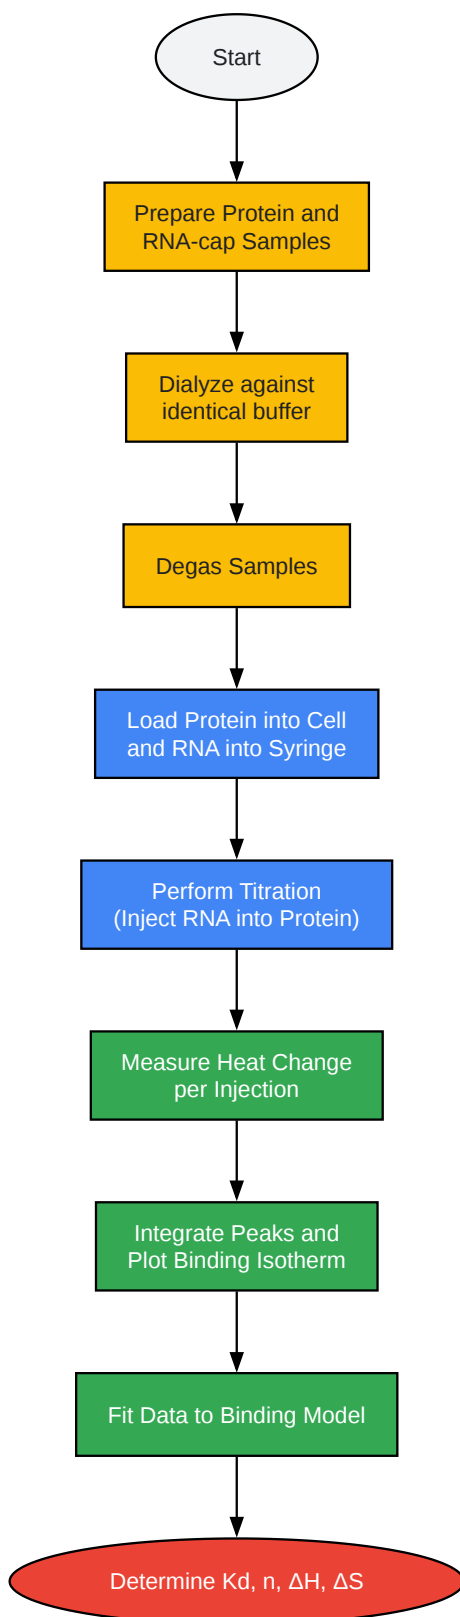 Start
Prepare Protein and
RNA-cap Samples
Dialyze against
identical buffer
Degas Samples
Load Protein into Cell
and RNA into Syringe
Perform Titration
(Inject RNA into Protein)
Measure Heat Change
per Injection
Integrate Peaks and
Plot Binding Isotherm
Fit Data to Binding Model
Determine Kd, n, ΔH, ΔS